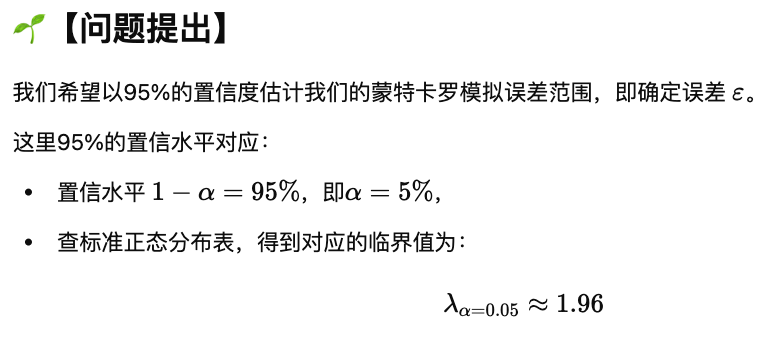 🌱【问题提出】
我们希望以95%的置信度估计我们的蒙特卡罗模拟误差范围，即确定误差 ε。
这里95%的置信水平对应：
• 置信水平 1 − α = 95%，即α = 5%，
• 查标准正态分布表，得到对应的临界值为：
λα=0.05 ≈ 1.96